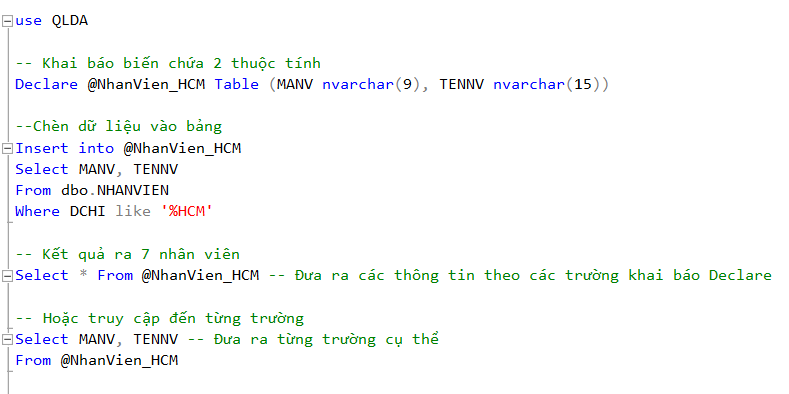 use QLDA
-- Khai báo biến chứa 2 thuộc tính
Declare @NhanVien_HCM Table (MANV nvarchar(9), TENNV nvarchar(15))
--Chèn dữ liệu vào bảng
Insert into @NhanVien_HCM
Select MANV, TENNV
From dbo.NHANVIEN
Where DCHI like '%HCM'
-- Kết quả ra 7 nhân viên
Select * From @NhanVien_HCM -- Đưa ra các thông tin theo các trường khai báo Declare
-- Hoặc truy cập đến từng trường
Select MANV, TENNV -- Đưa ra từng trường cụ thể
From @NhanVien_HCM